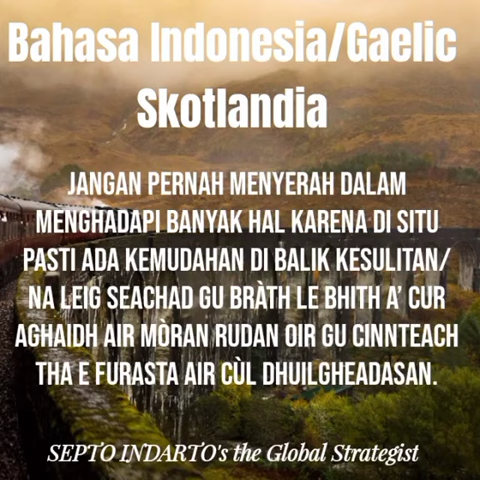 Bahasa Indonesia/Gaelic
Skotlandia
JANGAN PERNAH MENYERAH DALAM
MENGHADAPI BANYAK HAL KARENA DI SITU
PASTI ADA KEMUDAHAN DI BALIK KESULITAN/
NA LEIG SEACHAD GU BRÀTH LE BHITH A’ CUR
AGHAIDH AIR MÒRAN RUDAN OIR GU CINNTEACH
THA E FURASTA AIR CÙL DHUILGHEADASAN.
SEPTO INDARTO's the Global Strategist